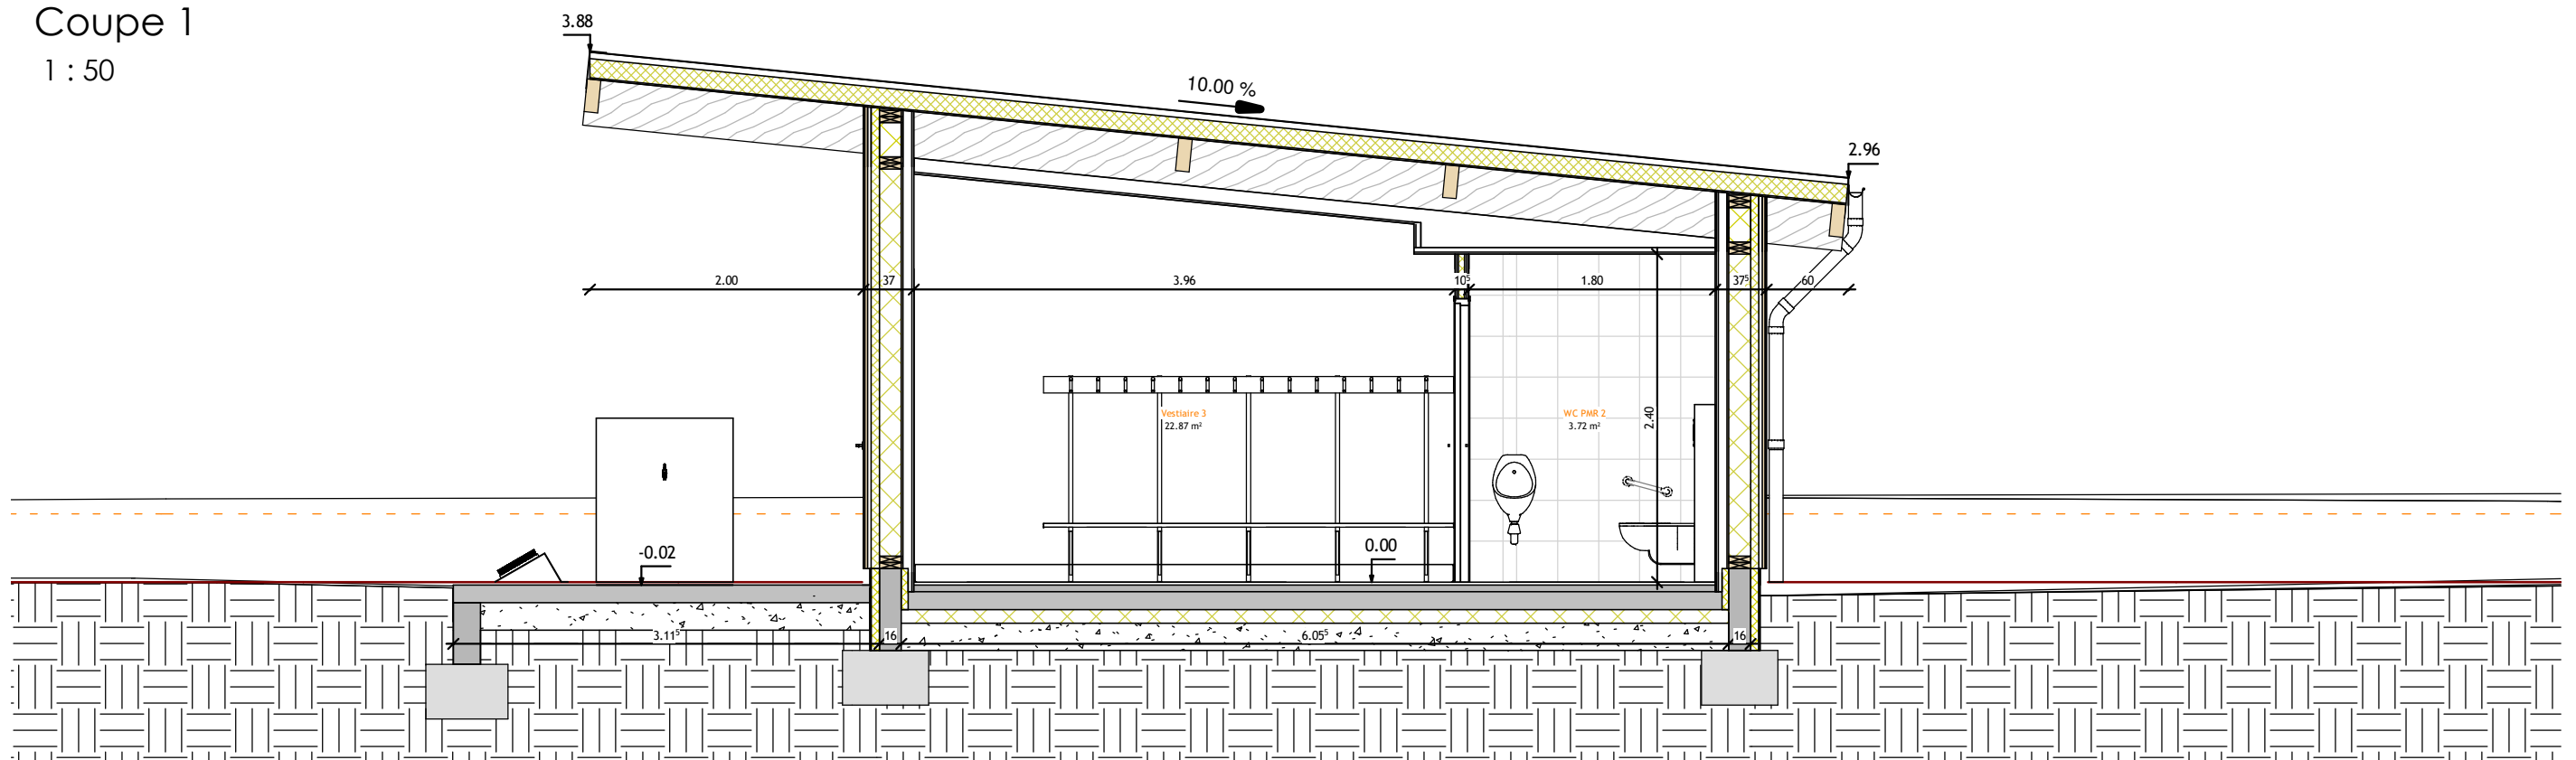 Coupe 1
1 : 50
3.88
10.00 %
2.96
2.00
37
3.96
10⁵
1.80
37⁵
60
Vestiaire 3
22.87 m²
WC PMR 2
3.72 m²
2.40
-0.02
0.00
3.11⁵
16
6.05⁵
16